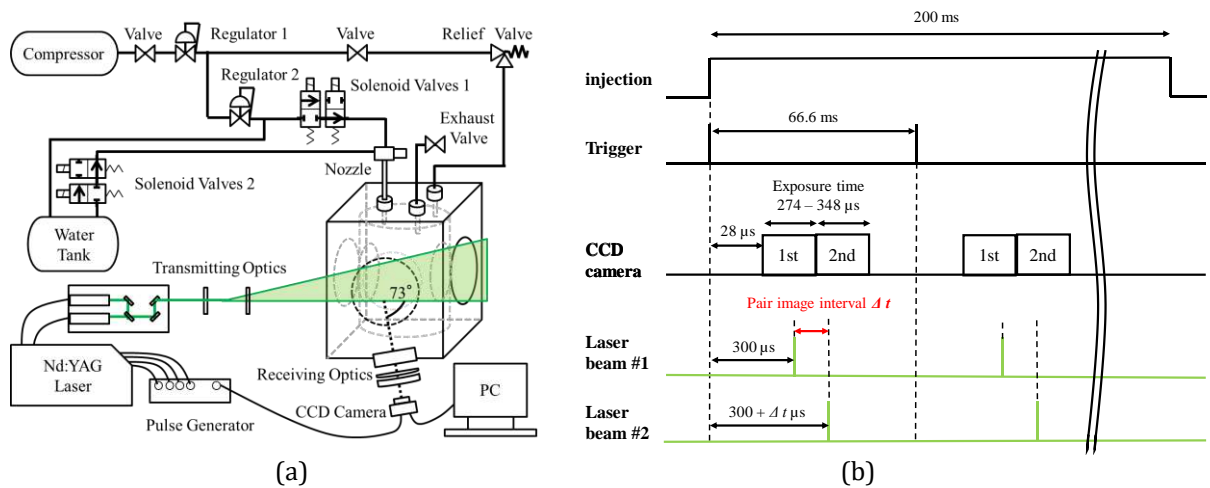 Valve
Regulator 1
Valve
Relief Valve
Compressor
Regulator 2
Solenoid Valves 1
Exhaust
Valve
Nozzle
Solenoid Valves 2
Water
Tank
Transmitting Optics
73°
Nd:YAG
Laser
Receiving Optics
CCD Camera
PC
Pulse Generator
(a)
200 ms
injection
66.6 ms
Trigger
Exposure time
274 – 348 μs
28 μs
CCD
camera
1st
2nd
1st
2nd
Pair image interval Δ t
Laser
beam #1
300 μs
Laser
beam #2
300 + Δ t μs
(b)